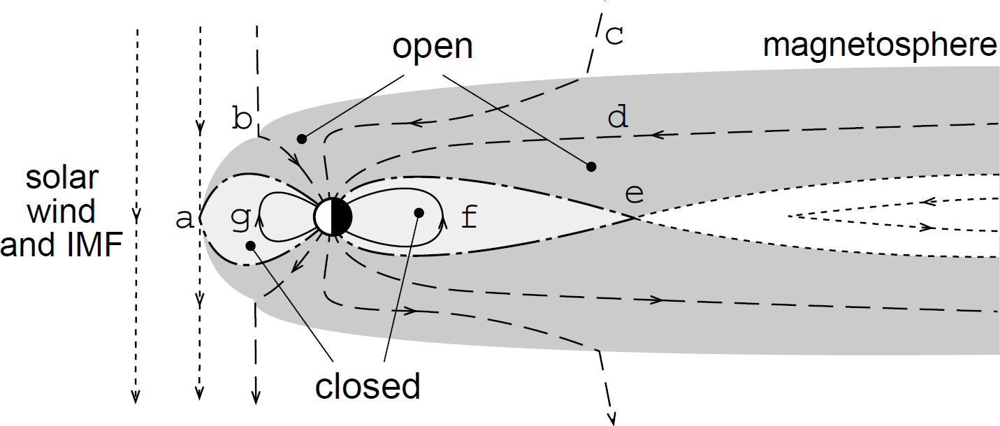 open
c
magnetosphere
b
d
solar
wind
and IMF
a
g
f
e
closed